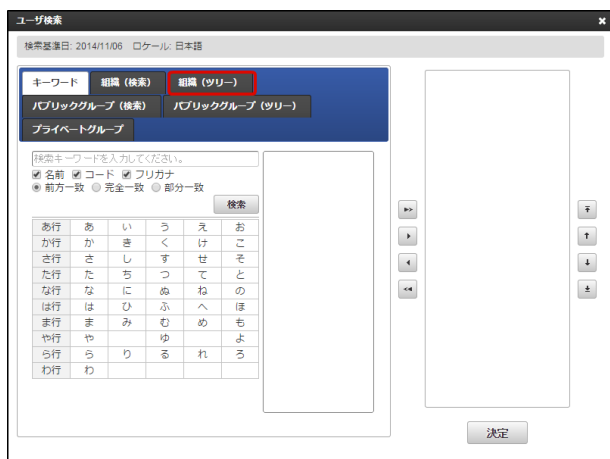 ユーザ検索
検索基準日: 2014/11/06 ロケール: 日本語
キーワード 組織（検索） 組織（ツリー）
パブリックグループ（検索） パブリックグループ（ツリー）
プライベートグループ
検索キーワードを入力してください。
名前 コード フリガナ
前方一致 完全一致 部分一致
検索
あ行 あ い う え お
か行 か き く け こ
さ行 さ し す せ そ
た行 た ち つ て と
な行 な に ぬ ね の
は行 は ひ ふ へ ほ
ま行 ま み む め も
や行 や ゆ よ
ら行 ら り る れ ろ
わ行 わ
決定